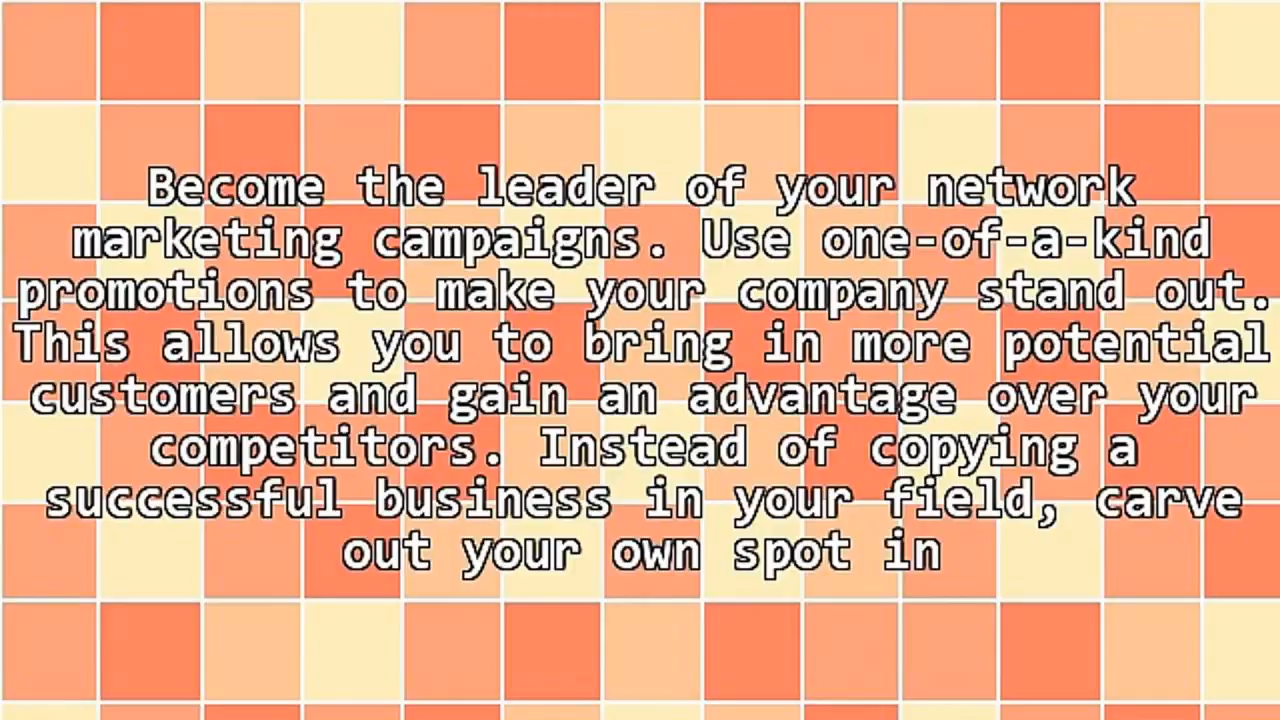 Become the leader of your network
marketing campaigns. Use one-of-a-kind
promotions to make your company stand out.
This allows you to bring in more potential
customers and gain an advantage over your
competitors. Instead of copying a
successful business in your field, carve
out your own spot in